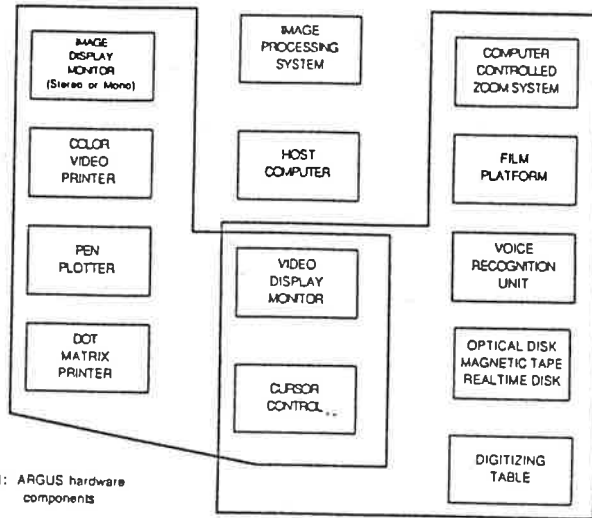 IMAGE
DISPLAY
MONITOR
(Stereo or Mono)
COLOR
VIDEO
PRINTER
PEN
PLOTTER
DOT
MATRIX
PRINTER
IMAGE
PROCESSING
SYSTEM
HOST
COMPUTER
VIDEO
DISPLAY
MONITOR
CURSOR
CONTROL
COMPUTER
CONTROLLED
ZOOM SYSTEM
FILM
PLATFORM
VOICE
RECOGNITION
UNIT
OPTICAL DISK
MAGNETIC TAPE
REALTIME DISK
DIGITIZING
TABLE
: ARGUS hardware
components